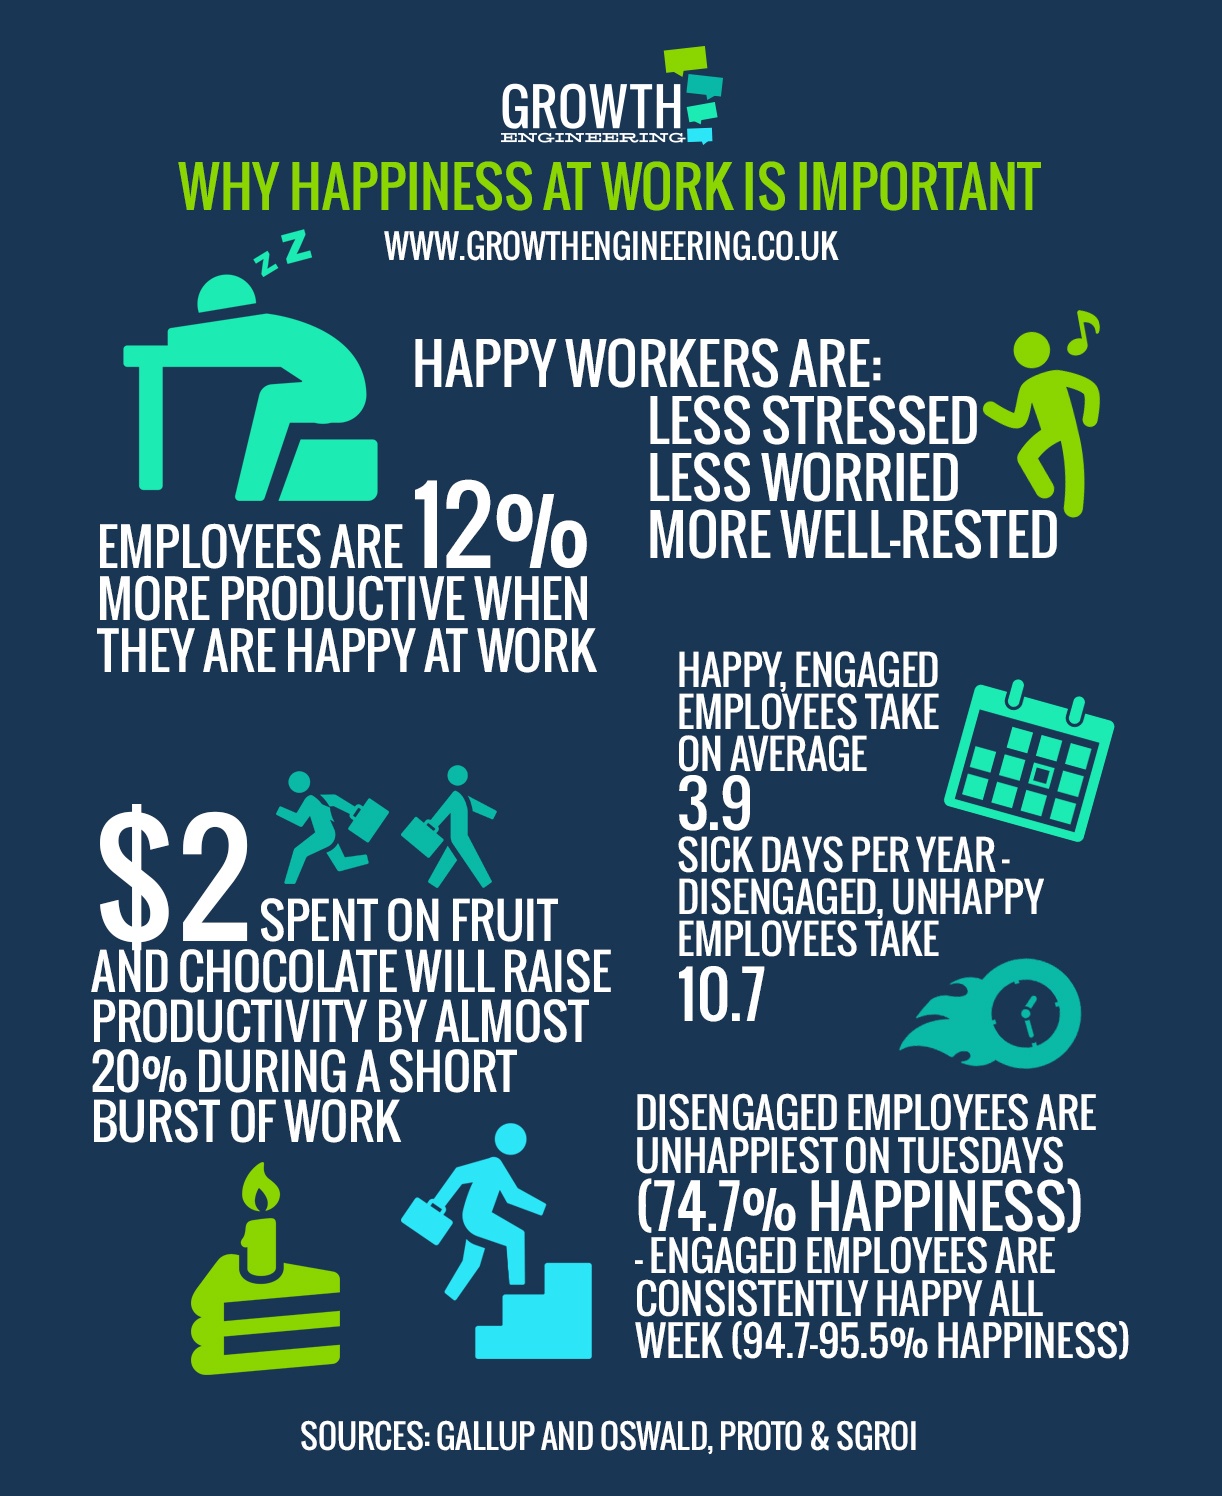 GROWTH
ENGINEERING
WHY HAPPINESS AT WORK IS IMPORTANT
WWW.GROWTHENGINEERING.CO.UK
z Z
HAPPY WORKERS ARE:
LESS STRESSED
LESS WORRIED
MORE WELL-RESTED
EMPLOYEES ARE 12%
MORE PRODUCTIVE WHEN
THEY ARE HAPPY AT WORK
HAPPY, ENGAGED
EMPLOYEES TAKE
ON AVERAGE
3.9
SICK DAYS PER YEAR -
DISENGAGED, UNHAPPY
EMPLOYEES TAKE
10.7
$2 SPENT ON FRUIT
AND CHOCOLATE WILL RAISE
PRODUCTIVITY BY ALMOST
20% DURING A SHORT
BURST OF WORK
DISENGAGED EMPLOYEES ARE
UNHAPPIEST ON TUESDAYS
(74.7% HAPPINESS)
- ENGAGED EMPLOYEES ARE
CONSISTENTLY HAPPY ALL
WEEK (94.7-95.5% HAPPINESS)
SOURCES: GALLUP AND OSWALD, PROTO & SGROI